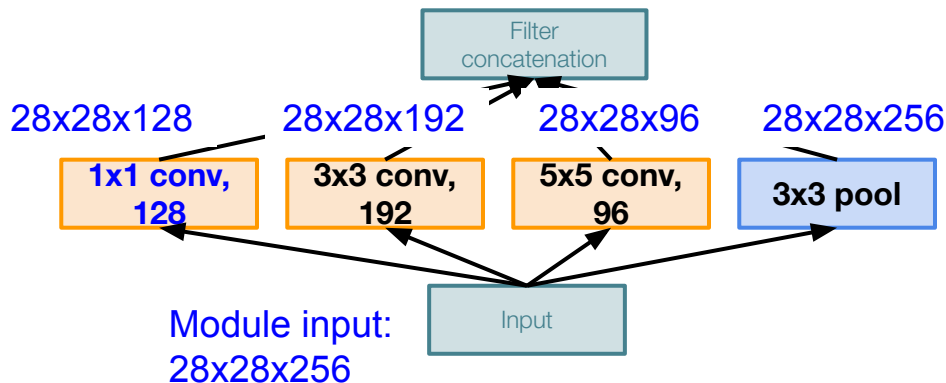 Filter
concatenation
28x28x128
28x28x192
28x28x96
28x28x256
1x1 conv,
128
3x3 conv,
192
5x5 conv,
96
3x3 pool
Input
Module input:
28x28x256